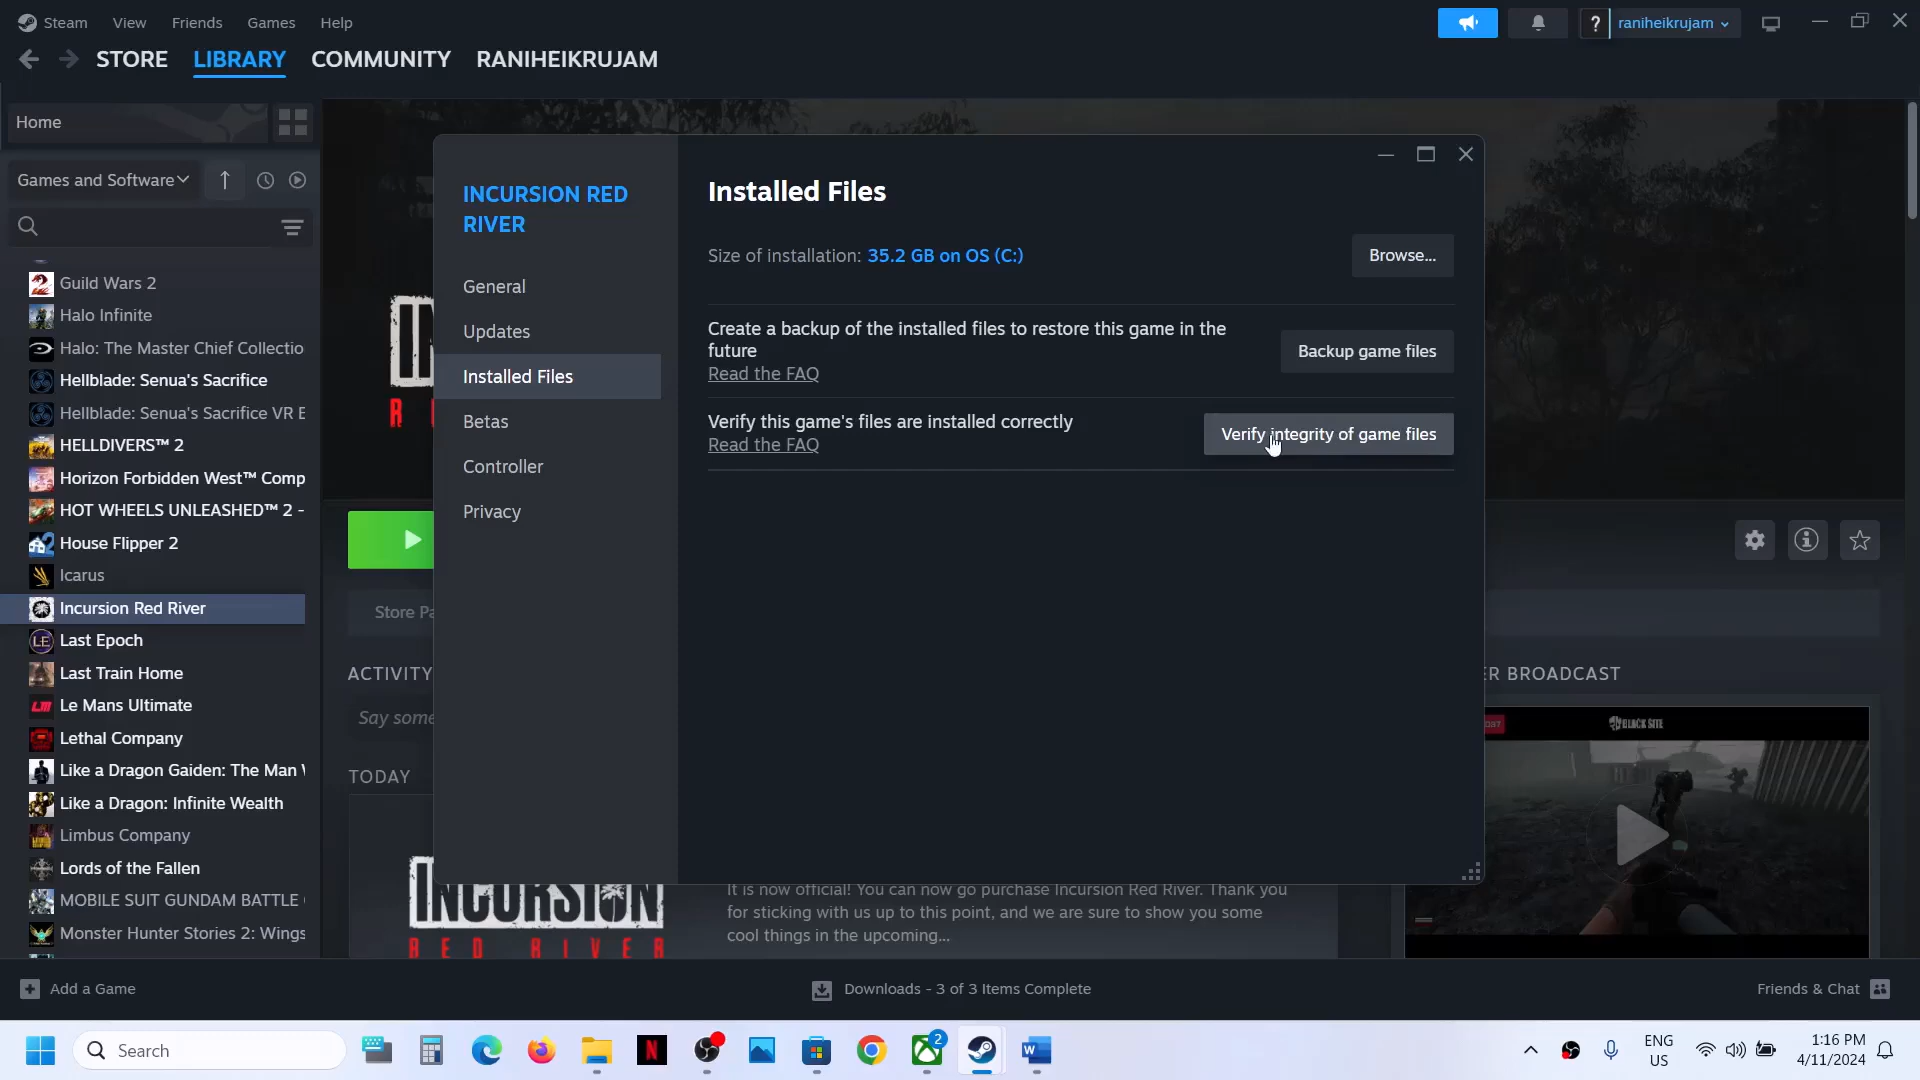 Steam View Friends Games Help
? raniheikrujam
STORE LIBRARY COMMUNITY RANIHEIKRUJAM
Home
Games and Software
Guild Wars 2
Halo Infinite
Halo: The Master Chief Collectio
Hellblade: Senua's Sacrifice
Hellblade: Senua's Sacrifice VR E
HELLDIVERS™ 2
Horizon Forbidden West™ Comp
HOT WHEELS UNLEASHED™ 2 -
House Flipper 2
Icarus
Incursion Red River
Last Epoch
Last Train Home
LM Le Mans Ultimate
Lethal Company
Like a Dragon Gaiden: The Man
Like a Dragon: Infinite Wealth
Limbus Company
Lords of the Fallen
MOBILE SUIT GUNDAM BATTLE
Monster Hunter Stories 2: Wings
INCURSION RED
RIVER
General
Updates
Installed Files
Betas
Controller
Privacy
Installed Files
Size of installation: 35.2 GB on OS (C:)
Browse...
Create a backup of the installed files to restore this game in the
future
Read the FAQ
Backup game files
Verify this game's files are installed correctly
Read the FAQ
Verify integrity of game files
Store Pa
ACTIVITY
Say some
TODAY
INCURSION
RED RIVER
It is now official! You can now go purchase Incursion Red River. Thank you
for sticking with us up to this point, and we are sure to show you some
cool things in the upcoming...
ER BROADCAST
BLACK SITE
Add a Game
Downloads - 3 of 3 Items Complete
Friends & Chat
Search
2
ENG
US
1:16 PM
4/11/2024